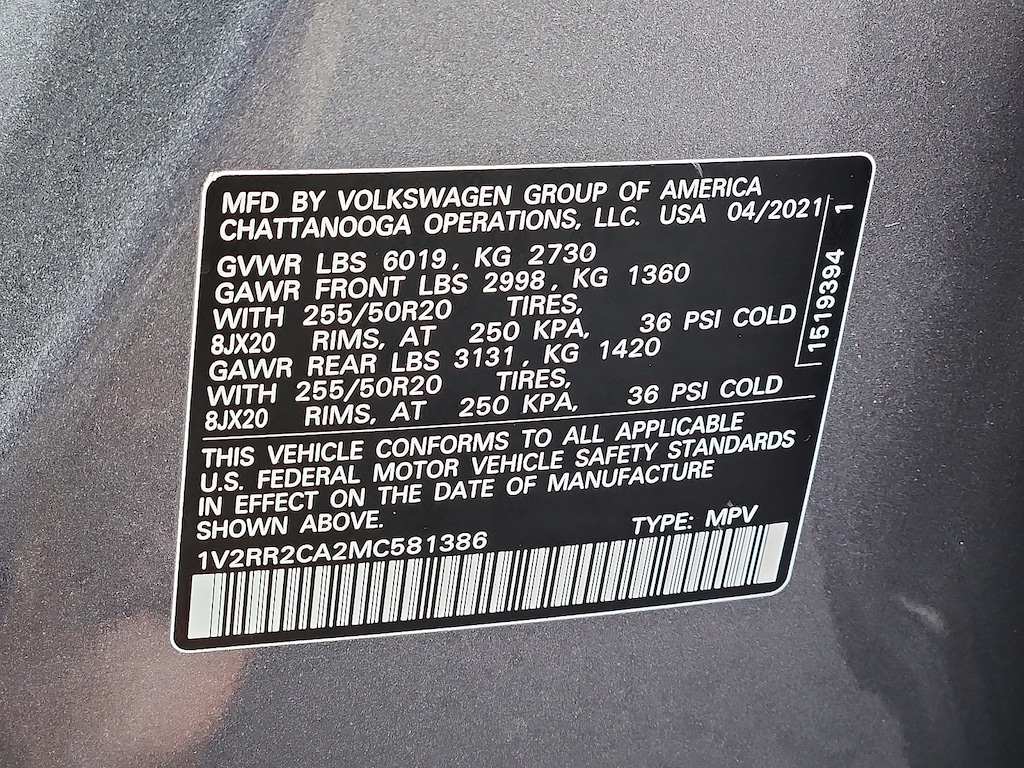 MFD BY VOLKSWAGEN GROUP OF AMERICA
CHATTANOOGA OPERATIONS, LLC. USA 04/2021
GVWR LBS 6019, KG 2730
GAWR FRONT LBS 2998, KG 1360
WITH 255/50R20 TIRES,
8JX20 RIMS, AT 250 KPA, 36 PSI COLD
GAWR REAR LBS 3131, KG 1420
WITH 255/50R20 TIRES,
8JX20 RIMS, AT 250 KPA, 36 PSI COLD
1519394 1
THIS VEHICLE CONFORMS TO ALL APPLICABLE
U.S. FEDERAL MOTOR VEHICLE SAFETY STANDARDS
IN EFFECT ON THE DATE OF MANUFACTURE
SHOWN ABOVE.
TYPE: MPV
1V2RR2CA2MC581386